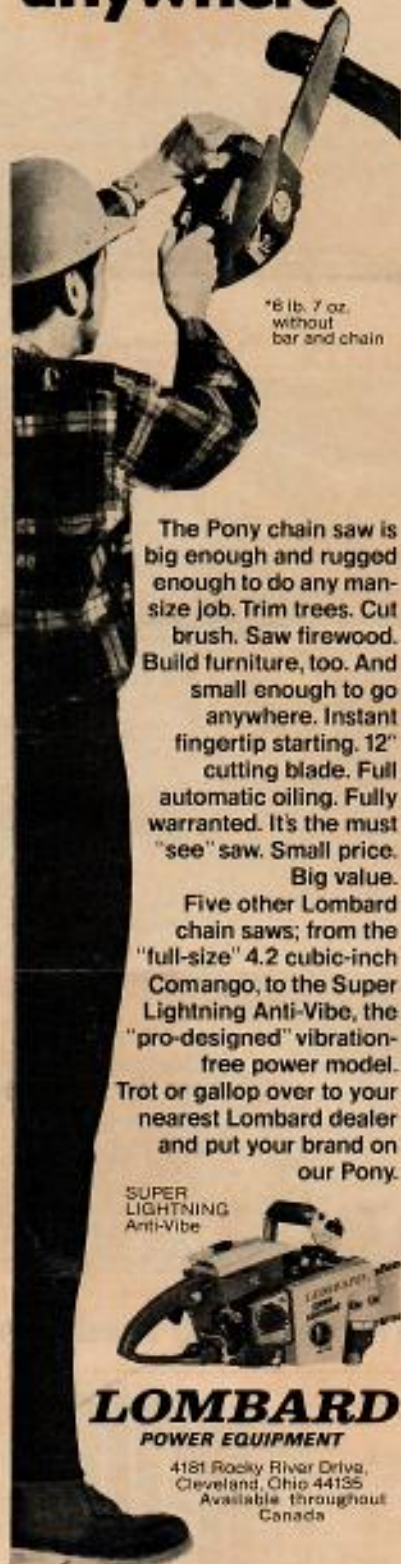 anywhere
*6 lb. 7 oz.
without
bar and chain
The Pony chain saw is
big enough and rugged
enough to do any man-
size job. Trim trees. Cut
brush. Saw firewood.
Build furniture, too. And
small enough to go
anywhere. Instant
fingertip starting. 12"
cutting blade. Full
automatic oiling. Fully
warranted. It's the must
"see" saw. Small price.
Big value.
Five other Lombard
chain saws; from the
"full-size" 4.2 cubic-inch
Comango, to the Super
Lightning Anti-Vibe, the
"pro-designed" vibration-
free power model.
Trot or gallop over to your
nearest Lombard dealer
and put your brand on
our Pony.
SUPER
LIGHTNING
Anti-Vibe
LOMBARD
LOMBARD
POWER EQUIPMENT
4181 Rocky River Drive,
Cleveland, Ohio 44135
Available throughout
Canada